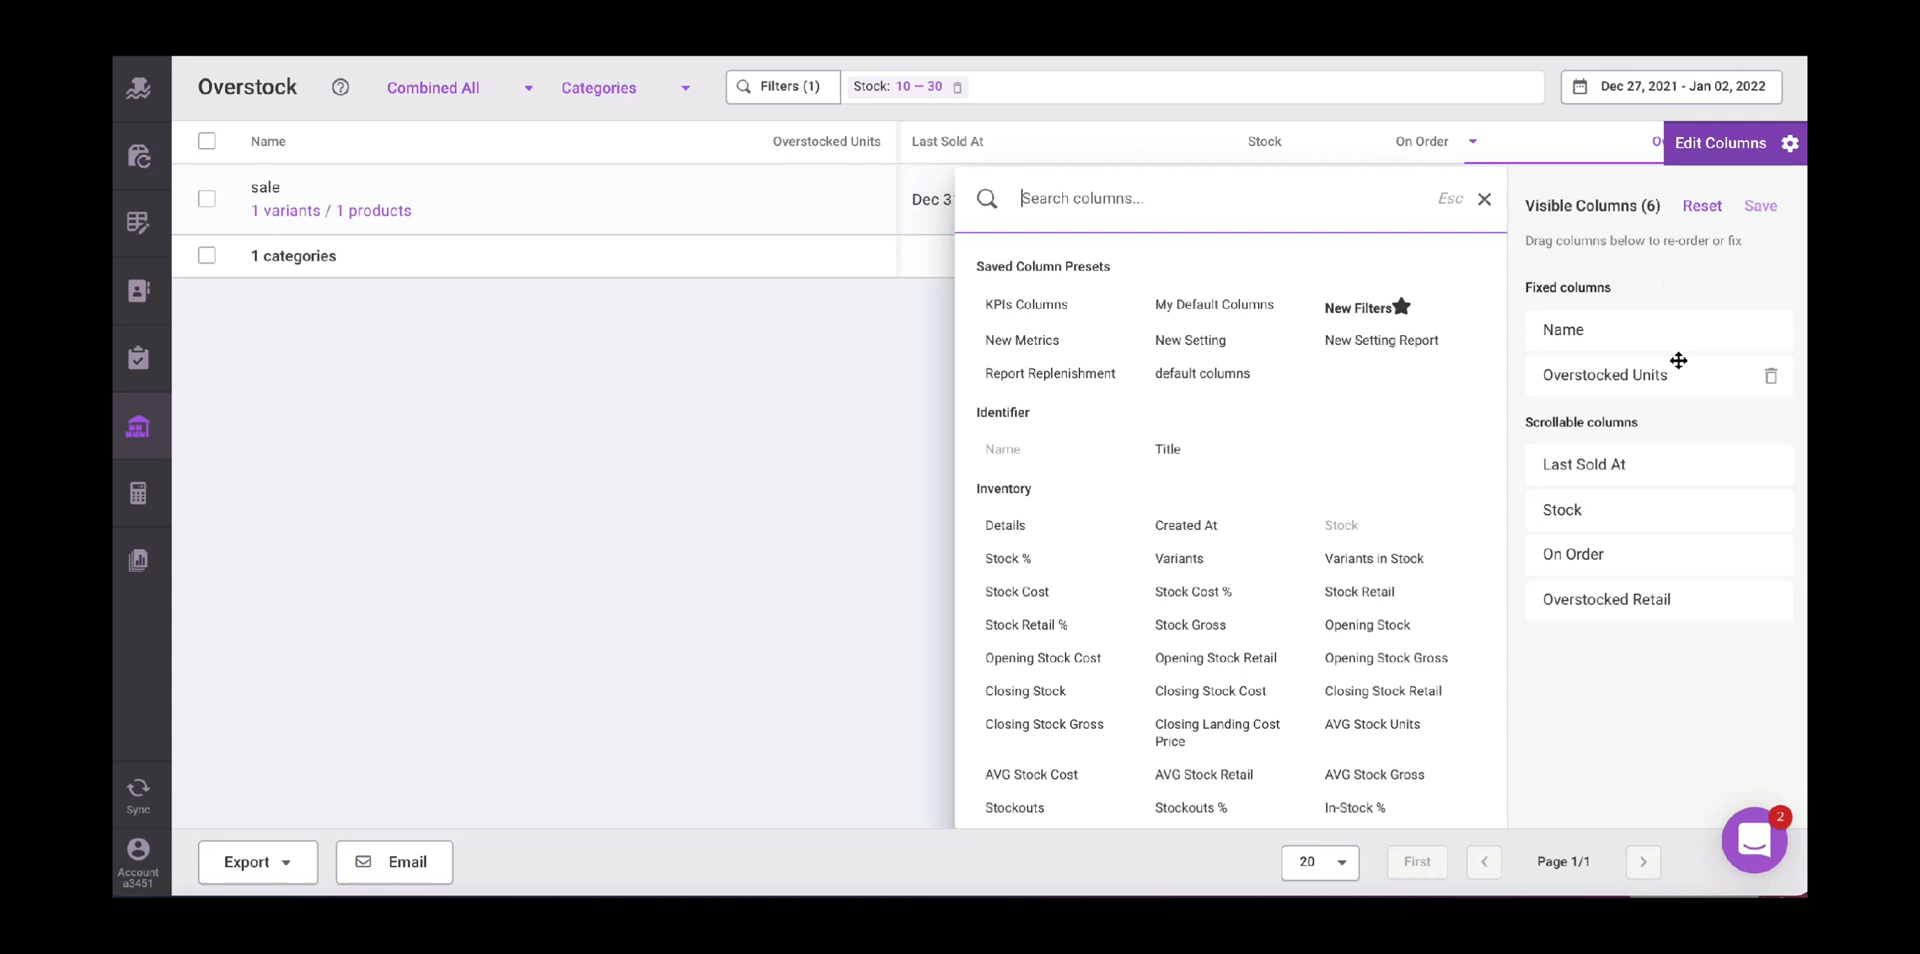 Overstock
Combined All
Categories
Filters (1)
Stock: 10 — 30
Dec 27, 2021 - Jan 02, 2022
Name
Overstocked Units
Last Sold At
Stock
On Order
Edit Columns
sale
1 variants / 1 products
Dec 3
1 categories
Search columns...
Esc
Saved Column Presets
KPIs Columns
My Default Columns
New Filters
New Metrics
New Setting
New Setting Report
Report Replenishment
default columns
Identifier
Name
Title
Inventory
Details
Created At
Stock
Stock %
Variants
Variants in Stock
Stock Cost
Stock Cost %
Stock Retail
Stock Retail %
Stock Gross
Opening Stock
Opening Stock Cost
Opening Stock Retail
Opening Stock Gross
Closing Stock
Closing Stock Cost
Closing Stock Retail
Closing Stock Gross
Closing Landing Cost
Price
AVG Stock Units
AVG Stock Cost
AVG Stock Retail
AVG Stock Gross
Stockouts
Stockouts %
In-Stock %
Visible Columns (6)
Reset
Save
Drag columns below to re-order or fix
Fixed columns
Name
Overstocked Units
Scrollable columns
Last Sold At
Stock
On Order
Overstocked Retail
Sync
Account
a3451
Export
Email
20
First
Page 1/1
2